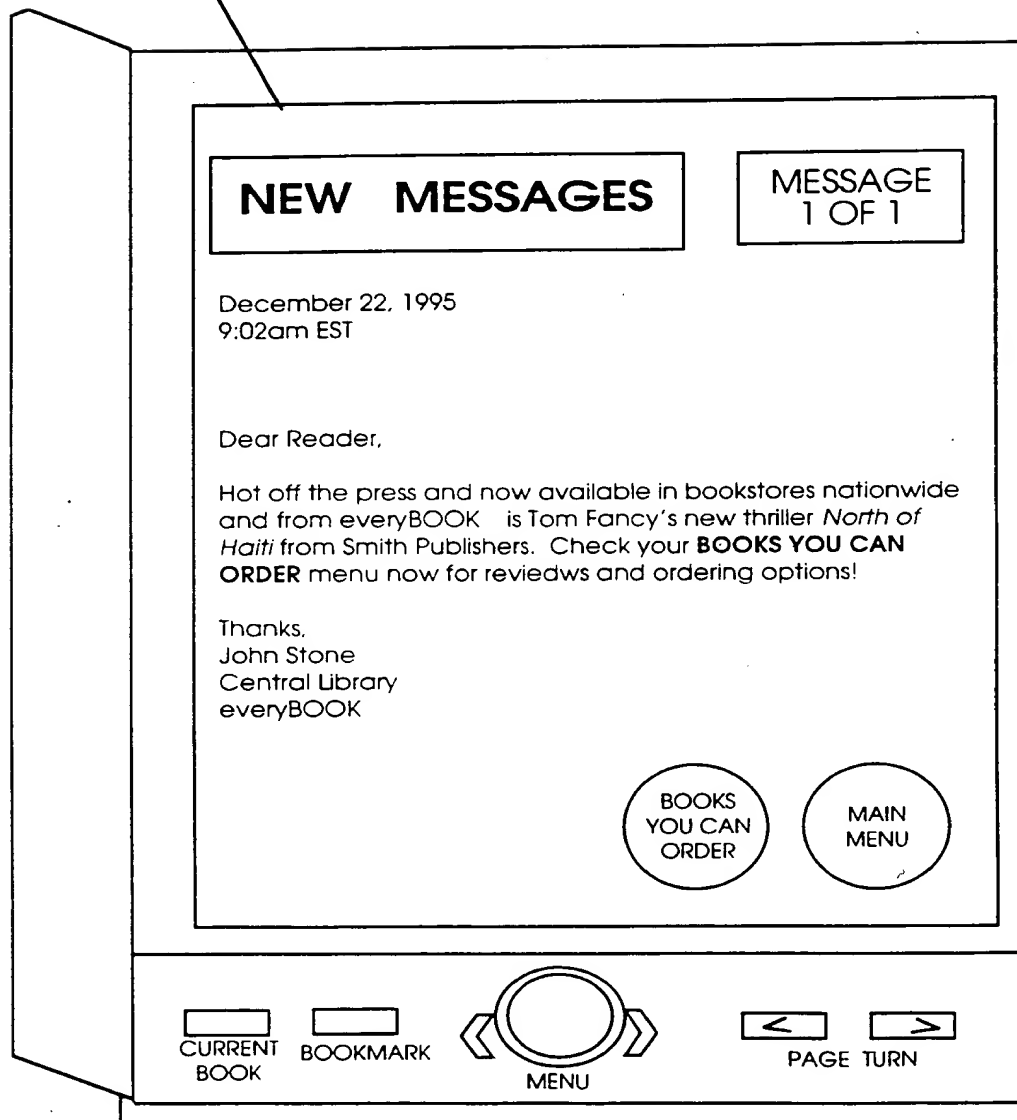 NEW MESSAGES
MESSAGE
1 OF 1
December 22, 1995
9:02am EST
Dear Reader,
Hot off the press and now available in bookstores nationwide
and from everyBOOK is Tom Fancy's new thriller North of
Haiti from Smith Publishers. Check your BOOKS YOU CAN
ORDER menu now for reviedws and ordering options!
Thanks,
John Stone
Central Library
everyBOOK
BOOKS
YOU CAN
ORDER
MAIN
MENU
CURRENT
BOOK
BOOKMARK
< >
MENU
PAGE TURN